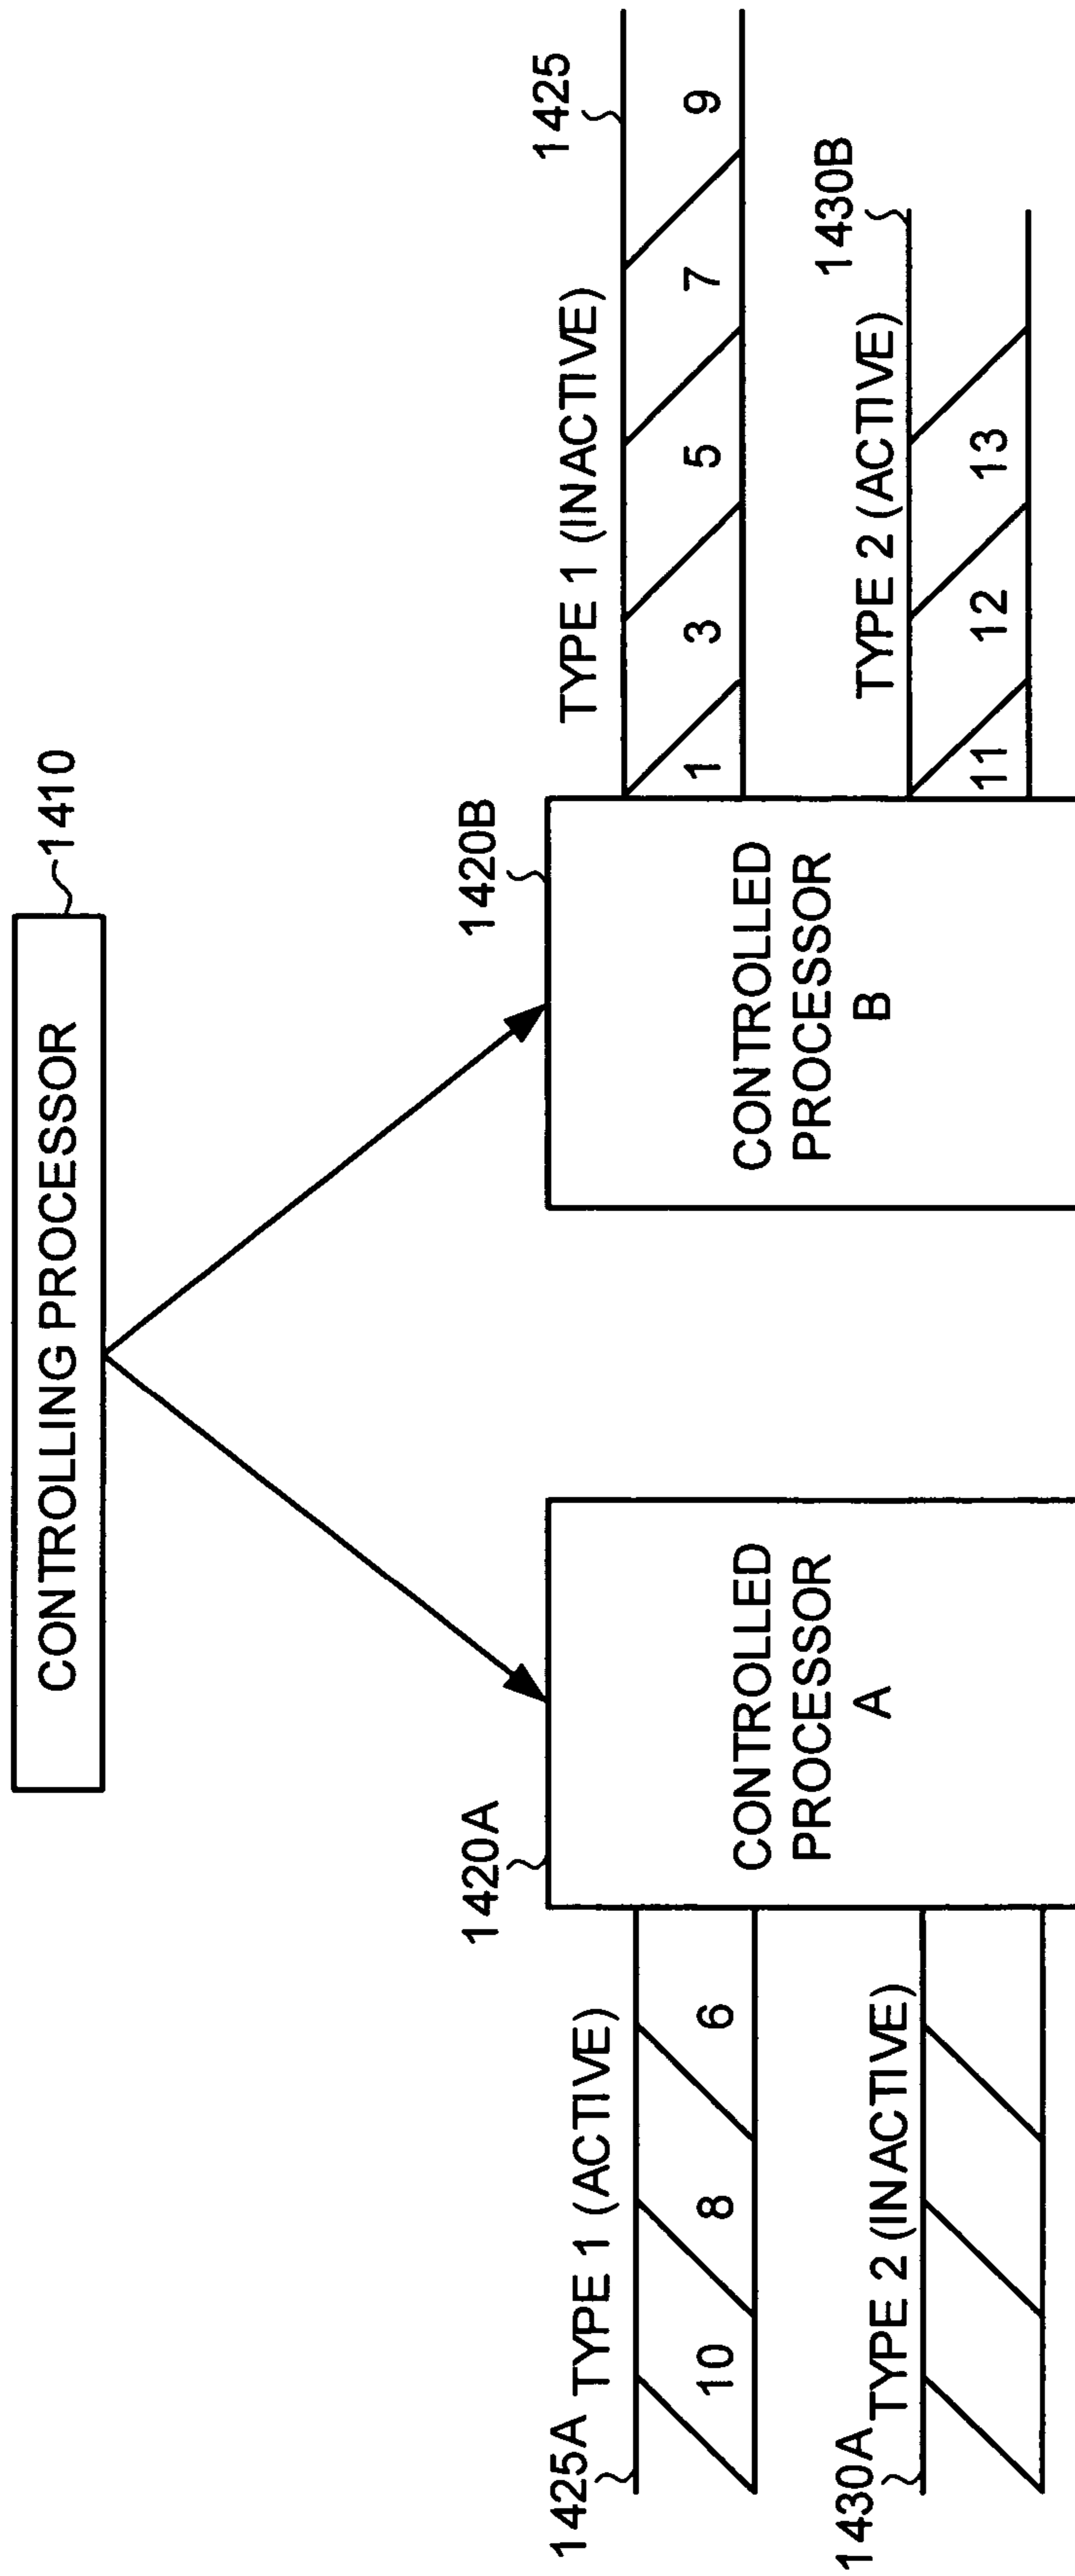 CONTROLLING PROCESSOR
1410
1420A
1420B
CONTROLLED
PROCESSOR
A
CONTROLLED
PROCESSOR
B
1425A
TYPE 1 (ACTIVE)
10 8 6
1430A
TYPE 2 (INACTIVE)
TYPE 1 (INACTIVE)
1425
1 3 5 7 9
TYPE 2 (ACTIVE)
1430B
11 12 13